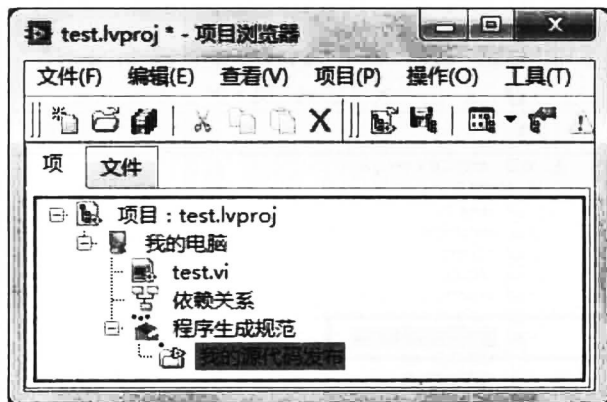 test.lvproj * - 项目浏览器
文件(F) 编辑(E) 查看(V) 项目(P) 操作(O) 工具(T)
项 文件
项目：test.lvproj
我的电脑
test.vi
依赖关系
程序生成规范
我的源代码发布